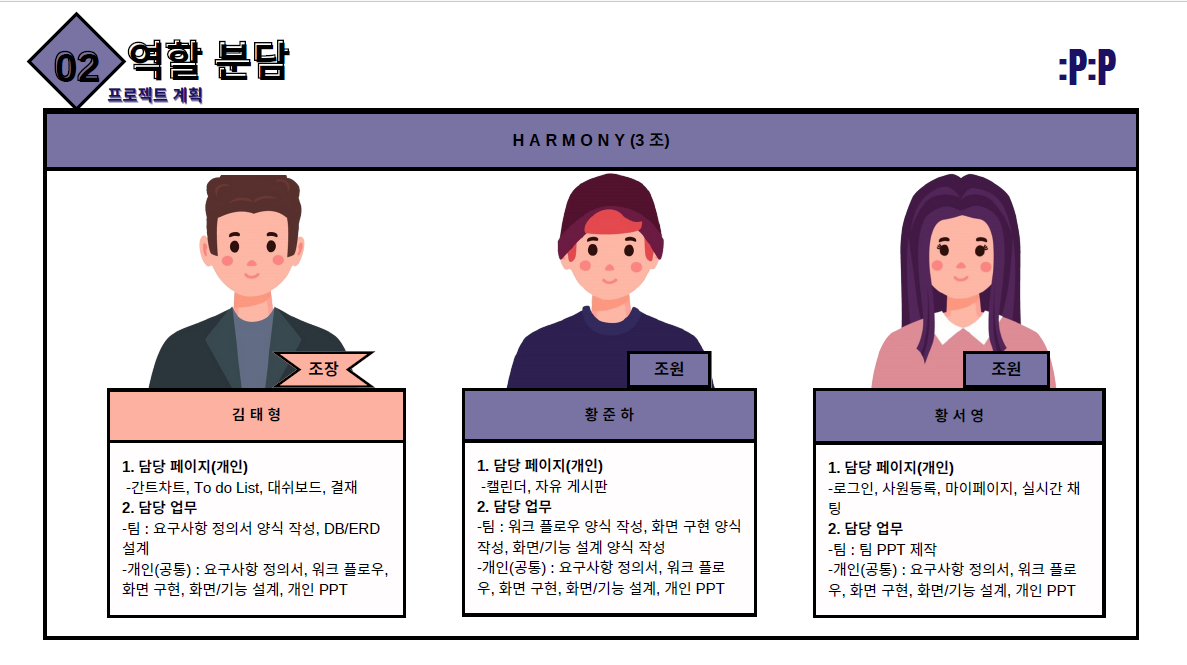 02 역할 분담
프로젝트 계획
:P:P
H A R M O N Y (3 조)
조장
조원
조원
김 태 형
1. 담당 페이지(개인)
-간트차트, To do List, 대쉬보드, 결재
2. 담당 업무
-팀 : 요구사항 정의서 양식 작성, DB/ERD
설계
-개인(공통) : 요구사항 정의서, 워크 플로우,
화면 구현, 화면/기능 설계, 개인 PPT
황 준 하
1. 담당 페이지(개인)
-캘린더, 자유 게시판
2. 담당 업무
-팀 : 워크 플로우 양식 작성, 화면 구현 양식
작성, 화면/기능 설계 양식 작성
-개인(공통) : 요구사항 정의서, 워크 플로
우, 화면 구현, 화면/기능 설계, 개인 PPT
황 서 영
1. 담당 페이지(개인)
-로그인, 사원등록, 마이페이지, 실시간 채
팅
2. 담당 업무
-팀 : 팀 PPT 제작
-개인(공통) : 요구사항 정의서, 워크 플로
우, 화면 구현, 화면/기능 설계, 개인 PPT